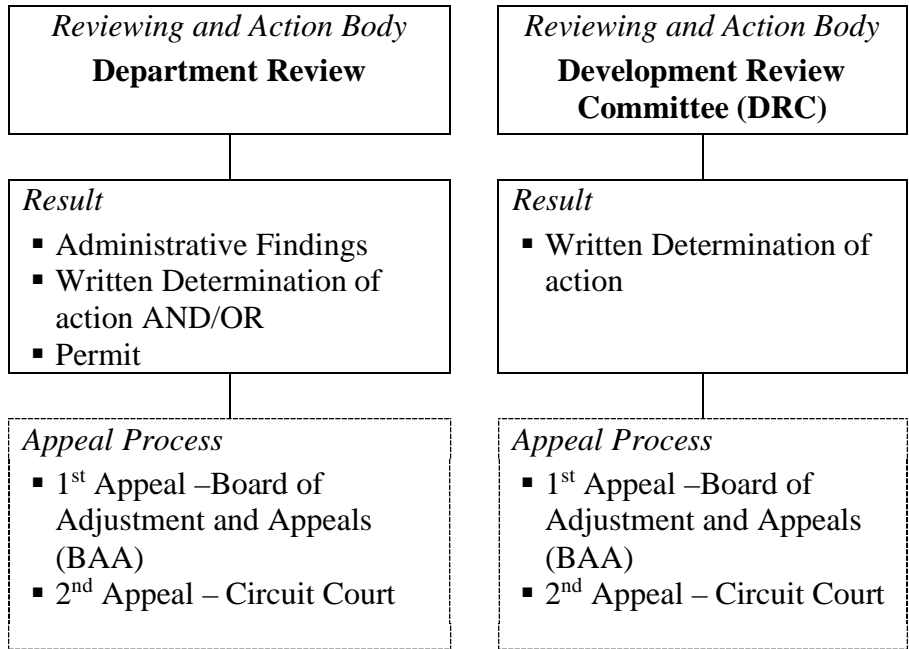 Reviewing and Action Body
Department Review
Result
▪ Administrative Findings
▪ Written Determination of
action AND/OR
▪ Permit
Appeal Process
▪ 1st Appeal –Board of
Adjustment and Appeals
(BAA)
▪ 2nd Appeal – Circuit Court
Reviewing and Action Body
Development Review
Committee (DRC)
Result
▪ Written Determination of
action
Appeal Process
▪ 1st Appeal –Board of
Adjustment and Appeals
(BAA)
▪ 2nd Appeal – Circuit Court